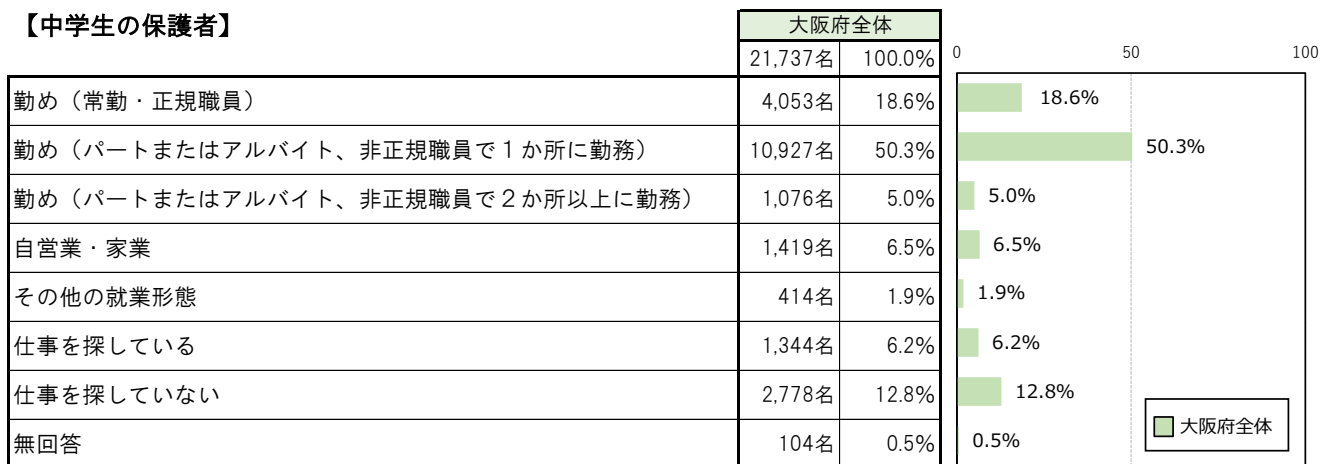 【中学生の保護者】
大阪府全体
21,737名 100.0%
0 50 100
勤め（常勤・正規職員） 4,053名 18.6% 18.6%
勤め（パートまたはアルバイト、非正規職員で１か所に勤務） 10,927名 50.3% 50.3%
勤め（パートまたはアルバイト、非正規職員で２か所以上に勤務） 1,076名 5.0% 5.0%
自営業・家業 1,419名 6.5% 6.5%
その他の就業形態 414名 1.9% 1.9%
仕事を探している 1,344名 6.2% 6.2%
仕事を探していない 2,778名 12.8% 12.8%
無回答 104名 0.5% 0.5%
大阪府全体